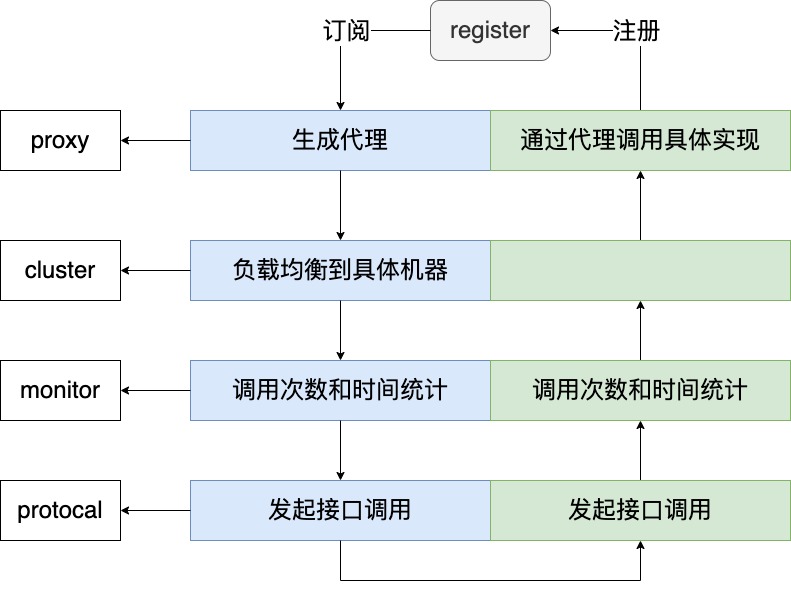 订阅
register
注册
proxy
生成代理
通过代理调用具体实现
cluster
负载均衡到具体机器
monitor
调用次数和时间统计
调用次数和时间统计
protocal
发起接口调用
发起接口调用